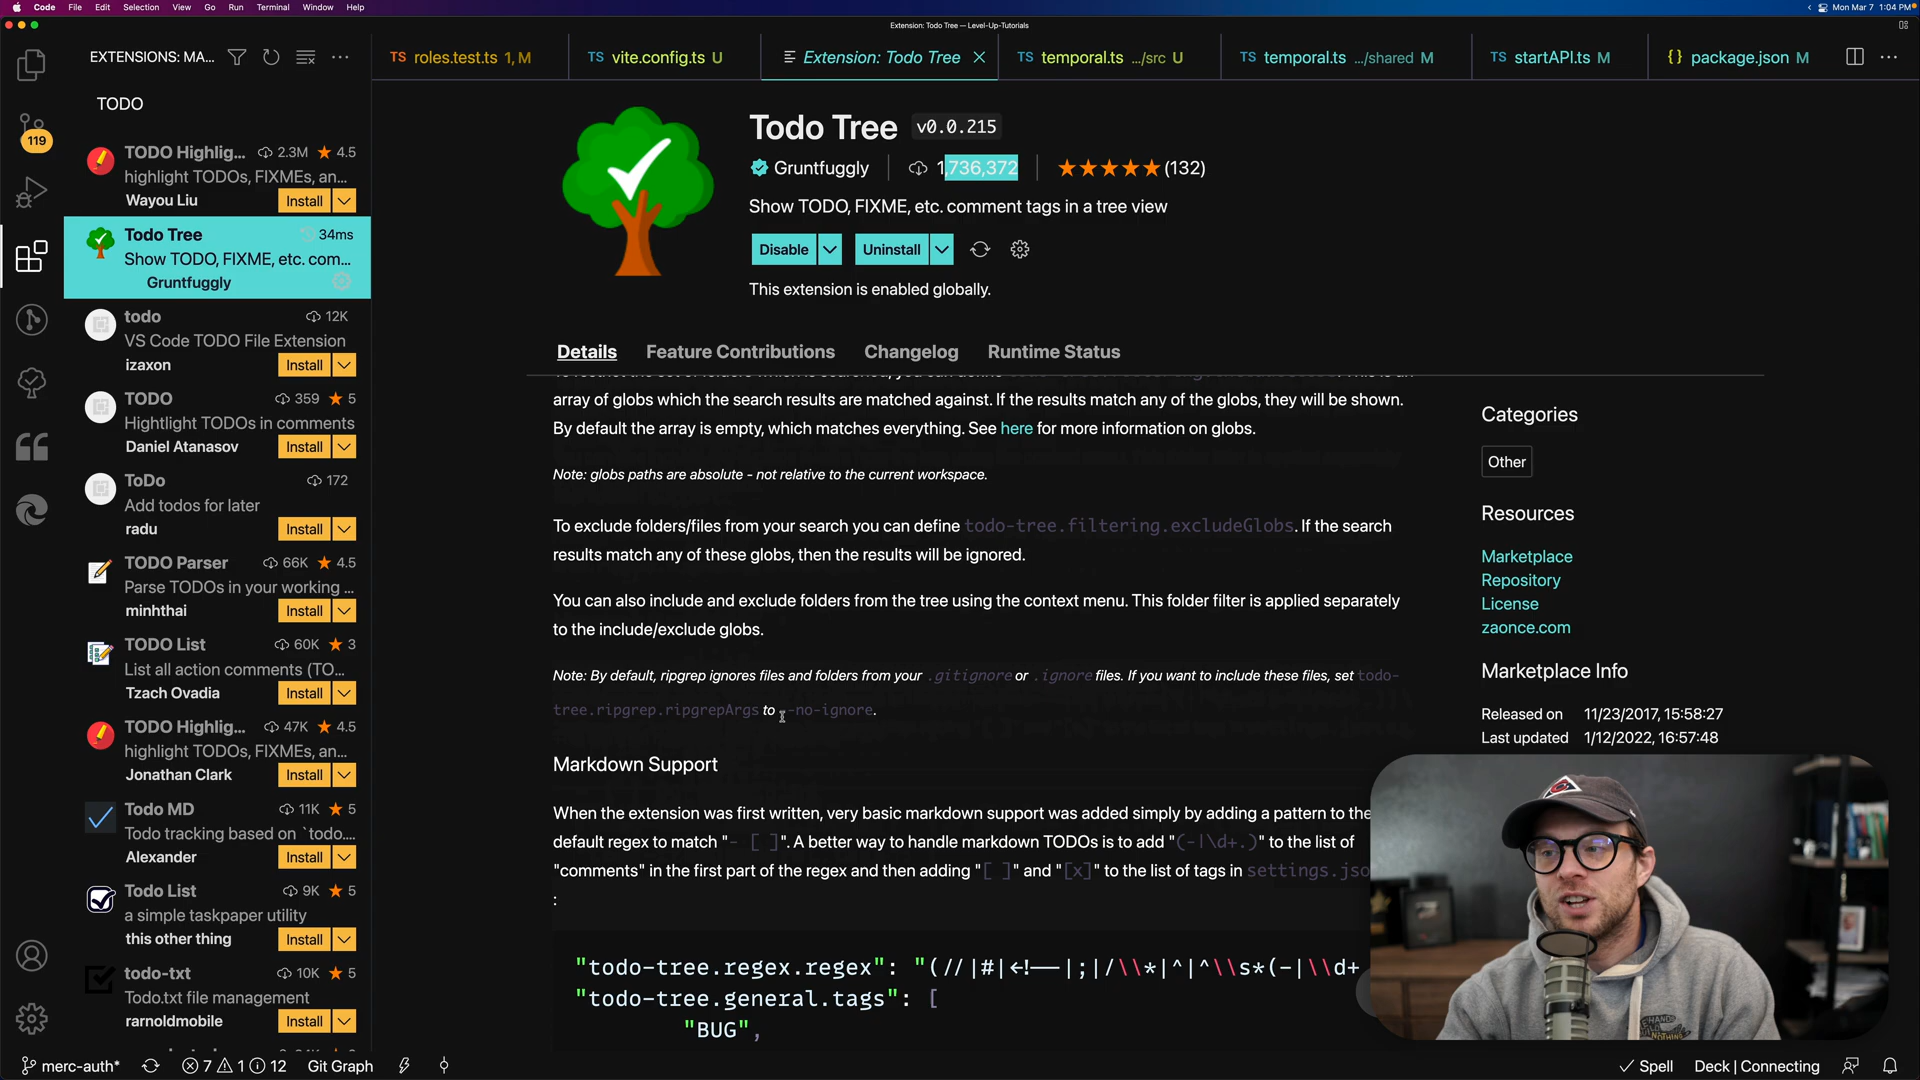 Code File Edit Selection View Go Run Terminal Window Help
Mon Mar 7 1:04 PM
Extension: Todo Tree — Level-Up-Tutorials
EXTENSIONS: MA...
TS roles.test.ts 1, M
TS vite.config.ts U
Extension: Todo Tree
TS temporal.ts .../src U
TS temporal.ts .../shared M
TS startAPI.ts M
{} package.json M
TODO
119
TODO Highlig... 2.3M 4.5
highlight TODOs, FIXMEs, an...
Wayou Liu Install
Todo Tree 34ms
Show TODO, FIXME, etc. com...
Gruntfuggly
todo 12K
VS Code TODO File Extension
izaxon Install
TODO 359 5
Hightlight TODOs in comments
Daniel Atanasov Install
ToDo 172
Add todos for later
radu Install
TODO Parser 66K 4.5
Parse TODOs in your working ...
minhthai Install
TODO List 60K 3
List all action comments (TO...
Tzach Ovadia Install
TODO Highlig... 47K 4.5
highlight TODOs, FIXMEs, an...
Jonathan Clark Install
Todo MD 11K 5
Todo tracking based on `todo....
Alexander Install
Todo List 9K 5
a simple taskpaper utility
this other thing Install
todo-txt 10K 5
Todo.txt file management
rarnoldmobile Install
Todo Tree v0.0.215
Gruntfuggly 1,736,372 (132)
Show TODO, FIXME, etc. comment tags in a tree view
Disable Uninstall
This extension is enabled globally.
Details Feature Contributions Changelog Runtime Status
array of globs which the search results are matched against. If the results match any of the globs, they will be shown.
By default the array is empty, which matches everything. See here for more information on globs.
Note: globs paths are absolute - not relative to the current workspace.
To exclude folders/files from your search you can define todo-tree.filtering.excludeGlobs. If the search
results match any of these globs, then the results will be ignored.
You can also include and exclude folders from the tree using the context menu. This folder filter is applied separately
to the include/exclude globs.
Note: By default, ripgrep ignores files and folders from your .gitignore or .ignore files. If you want to include these files, set todo-
tree.ripgrep.ripgrepArgs to --no-ignore.
Markdown Support
When the extension was first written, very basic markdown support was added simply by adding a pattern to the
default regex to match "- [ ]". A better way to handle markdown TODOs is to add "(-|\d+.)" to the list of
"comments" in the first part of the regex and then adding "[ ]" and "[x]" to the list of tags in settings.jso
:
"todo-tree.regex.regex": "(//|#|<!--|;|/\\*|^|^\\s*(-|\\d+
"todo-tree.general.tags": [
"BUG",
Categories
Other
Resources
Marketplace
Repository
License
zaonce.com
Marketplace Info
Released on 11/23/2017, 15:58:27
Last updated 1/12/2022, 16:57:48
merc-auth* 7 1 12 Git Graph
Spell Deck | Connecting